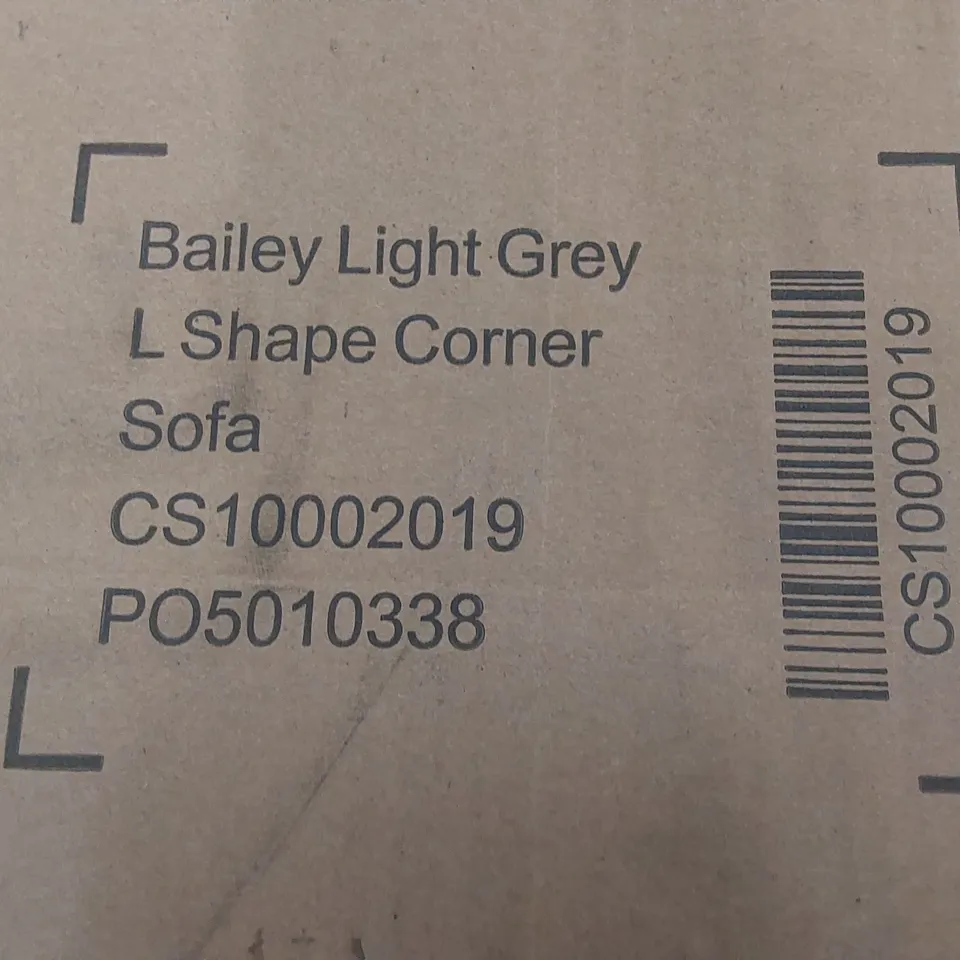 Bailey Light Grey
L Shape Corner
Sofa
CS10002019
PO5010338
CS10002019